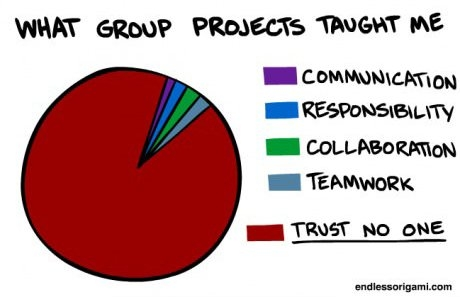 WHAT GROUP PROJECTS TAUGHT ME
COMMUNICATION
RESPONSIBILITY
COLLABORATION
TEAMWORK
TRUST NO ONE
endlessorigami.com